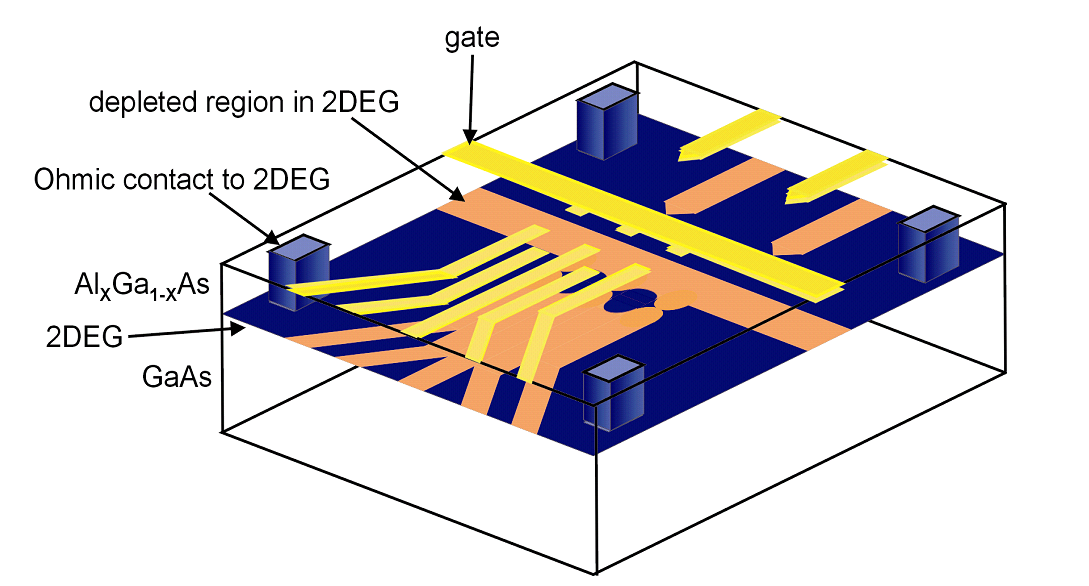 gate
depleted region in 2DEG
Ohmic contact to 2DEG
AlxGa1-xAs
2DEG
GaAs